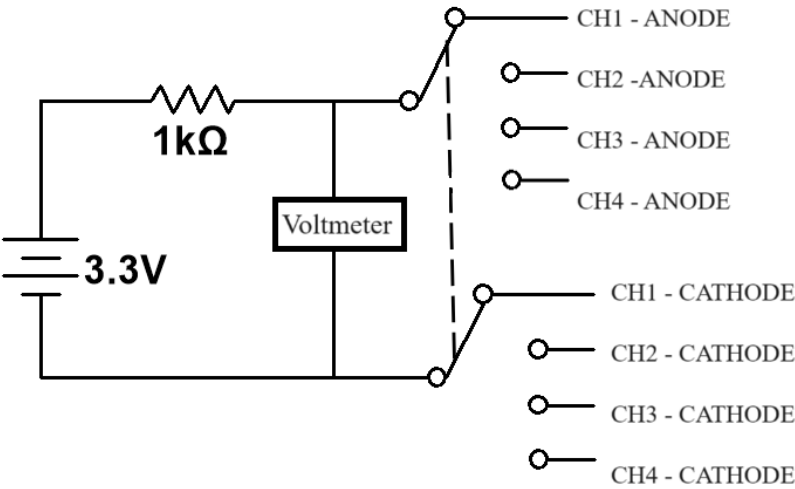 CH1 - ANODE
CH2 -ANODE
CH3 - ANODE
CH4 - ANODE
1kΩ
Voltmeter
3.3V
CH1 - CATHODE
CH2 - CATHODE
CH3 - CATHODE
CH4 - CATHODE